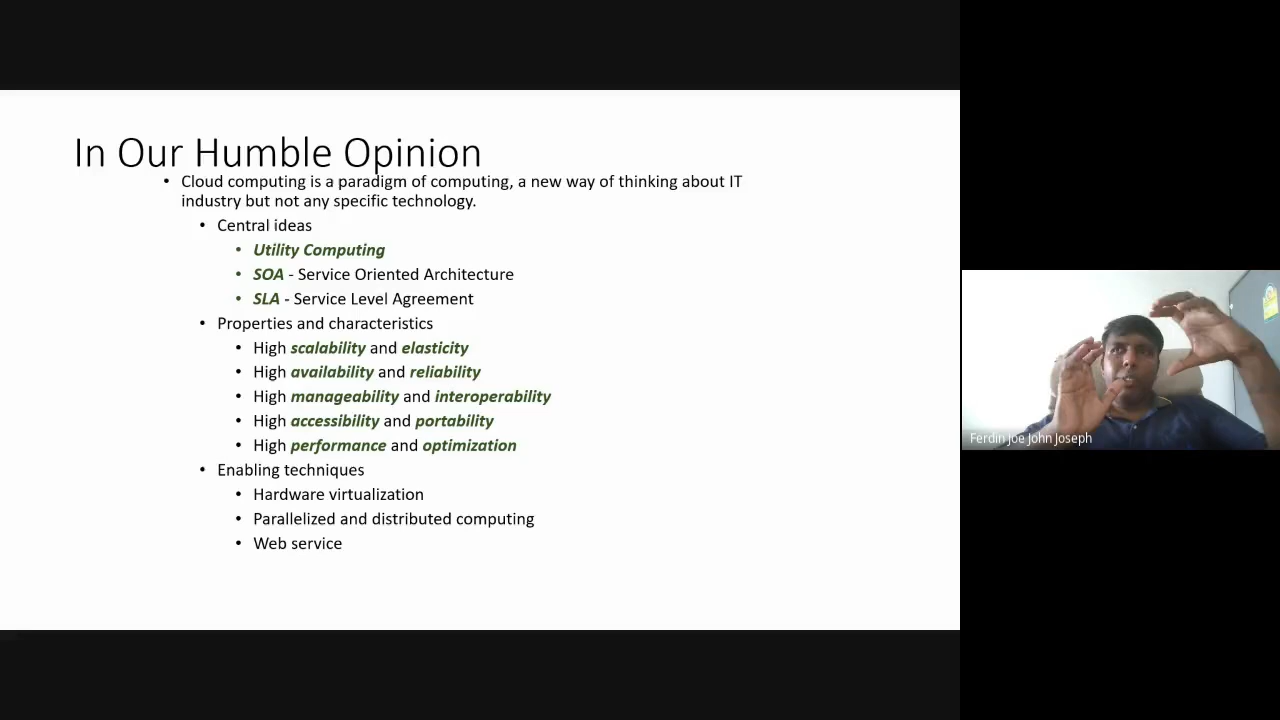 In Our Humble Opinion
• Cloud computing is a paradigm of computing, a new way of thinking about IT
industry but not any specific technology.
• Central ideas
• Utility Computing
• SOA - Service Oriented Architecture
• SLA - Service Level Agreement
• Properties and characteristics
• High scalability and elasticity
• High availability and reliability
• High manageability and interoperability
• High accessibility and portability
• High performance and optimization
• Enabling techniques
• Hardware virtualization
• Parallelized and distributed computing
• Web service
Ferdin Joe John Joseph